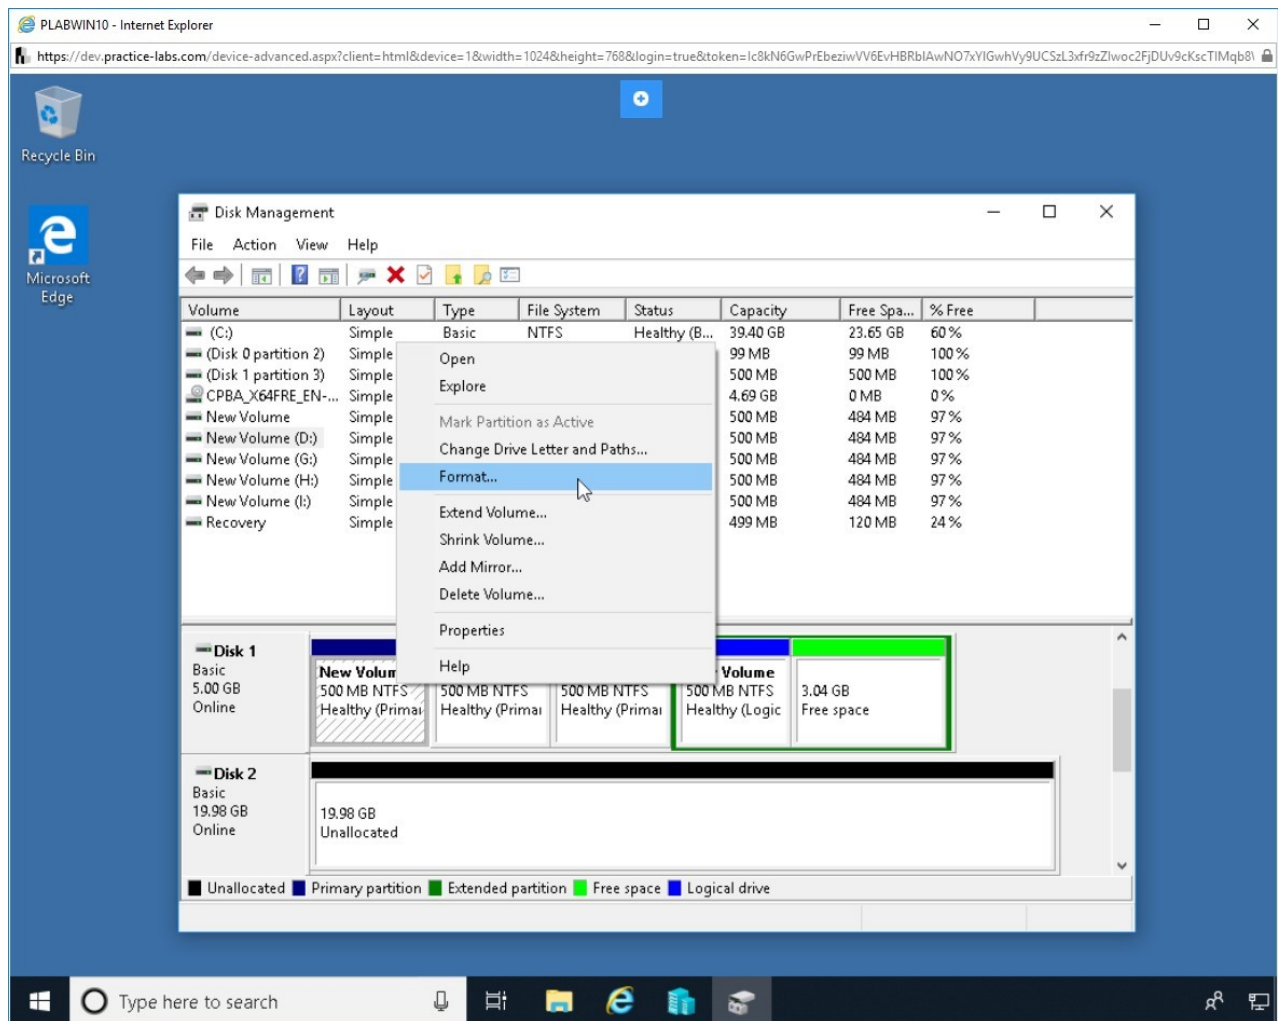 PLABWIN10 - Internet Explorer
https://dev.practice-labs.com/device-advanced.aspx?client=html&device=1&width=1024&height=768&login=true&token=
Recycle Bin
Microsoft
Edge
Disk Management
File Action View Help
Volume Layout Type File System Status Capacity Free Spa... % Free
(C:) Simple Basic NTFS Healthy (B... 39.40 GB 23.65 GB 60 %
(Disk 0 partition 2) Simple 99 MB 99 MB 100 %
(Disk 1 partition 3) Simple 500 MB 500 MB 100 %
CPBA_X64FRE_EN-... Simple 4.69 GB 0 MB 0 %
New Volume Simple 500 MB 484 MB 97 %
New Volume (D:) Simple 500 MB 484 MB 97 %
New Volume (G:) Simple 500 MB 484 MB 97 %
New Volume (H:) Simple 500 MB 484 MB 97 %
New Volume (I:) Simple 500 MB 484 MB 97 %
Recovery Simple 499 MB 120 MB 24 %
Open
Explore
Mark Partition as Active
Change Drive Letter and Paths...
Format...
Extend Volume...
Shrink Volume...
Add Mirror...
Delete Volume...
Properties
Help
Disk 1
Basic
5.00 GB
Online
New Volum
500 MB NTFS
Healthy (Primar
500 MB NTFS
Healthy (Primar
500 MB NTFS
Healthy (Primar
Volume
500 MB NTFS
Healthy (Logic
3.04 GB
Free space
Disk 2
Basic
19.98 GB
Online
19.98 GB
Unallocated
Unallocated Primary partition Extended partition Free space Logical drive
Type here to search